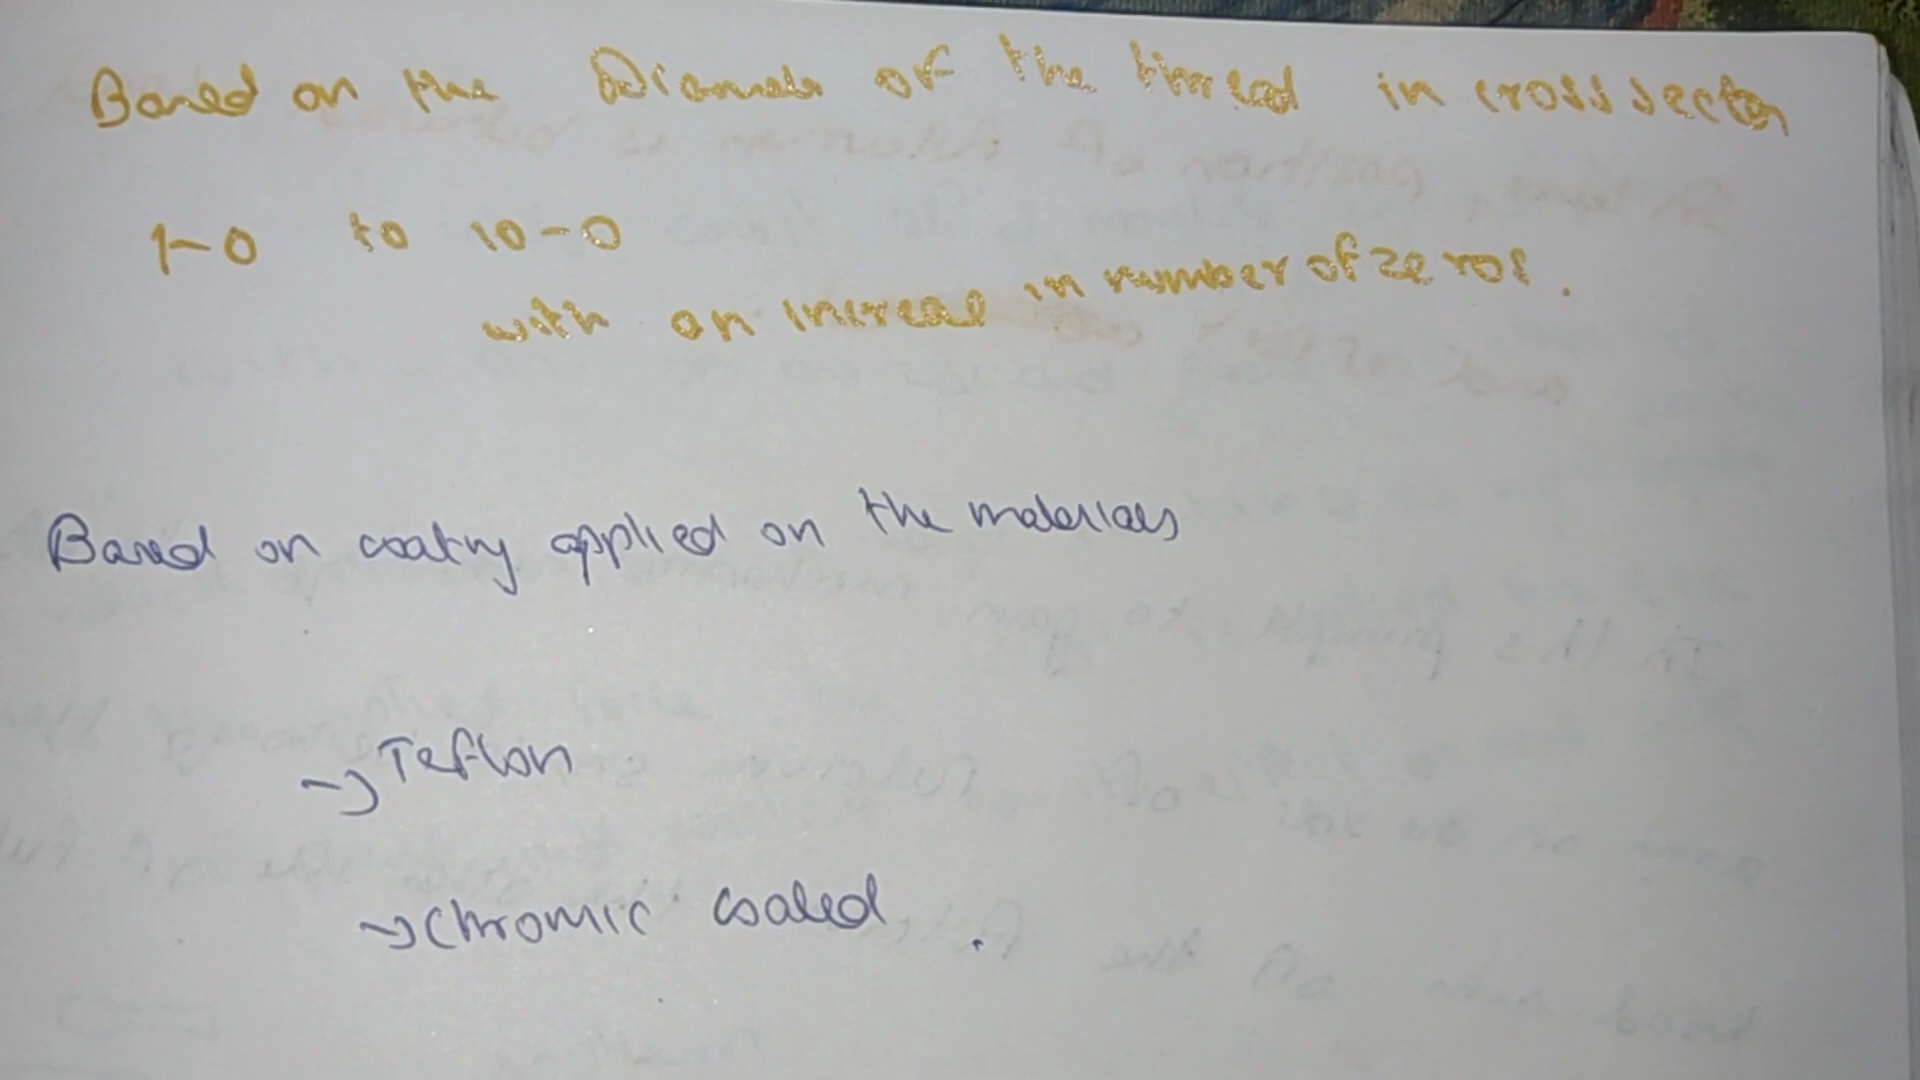 Based on the Diameter of the thread in cross section
1-0 to 10-0
with an increase in number of zeros.
Based on coating applied on the materials
→ Teflon
→ Chromic coated.